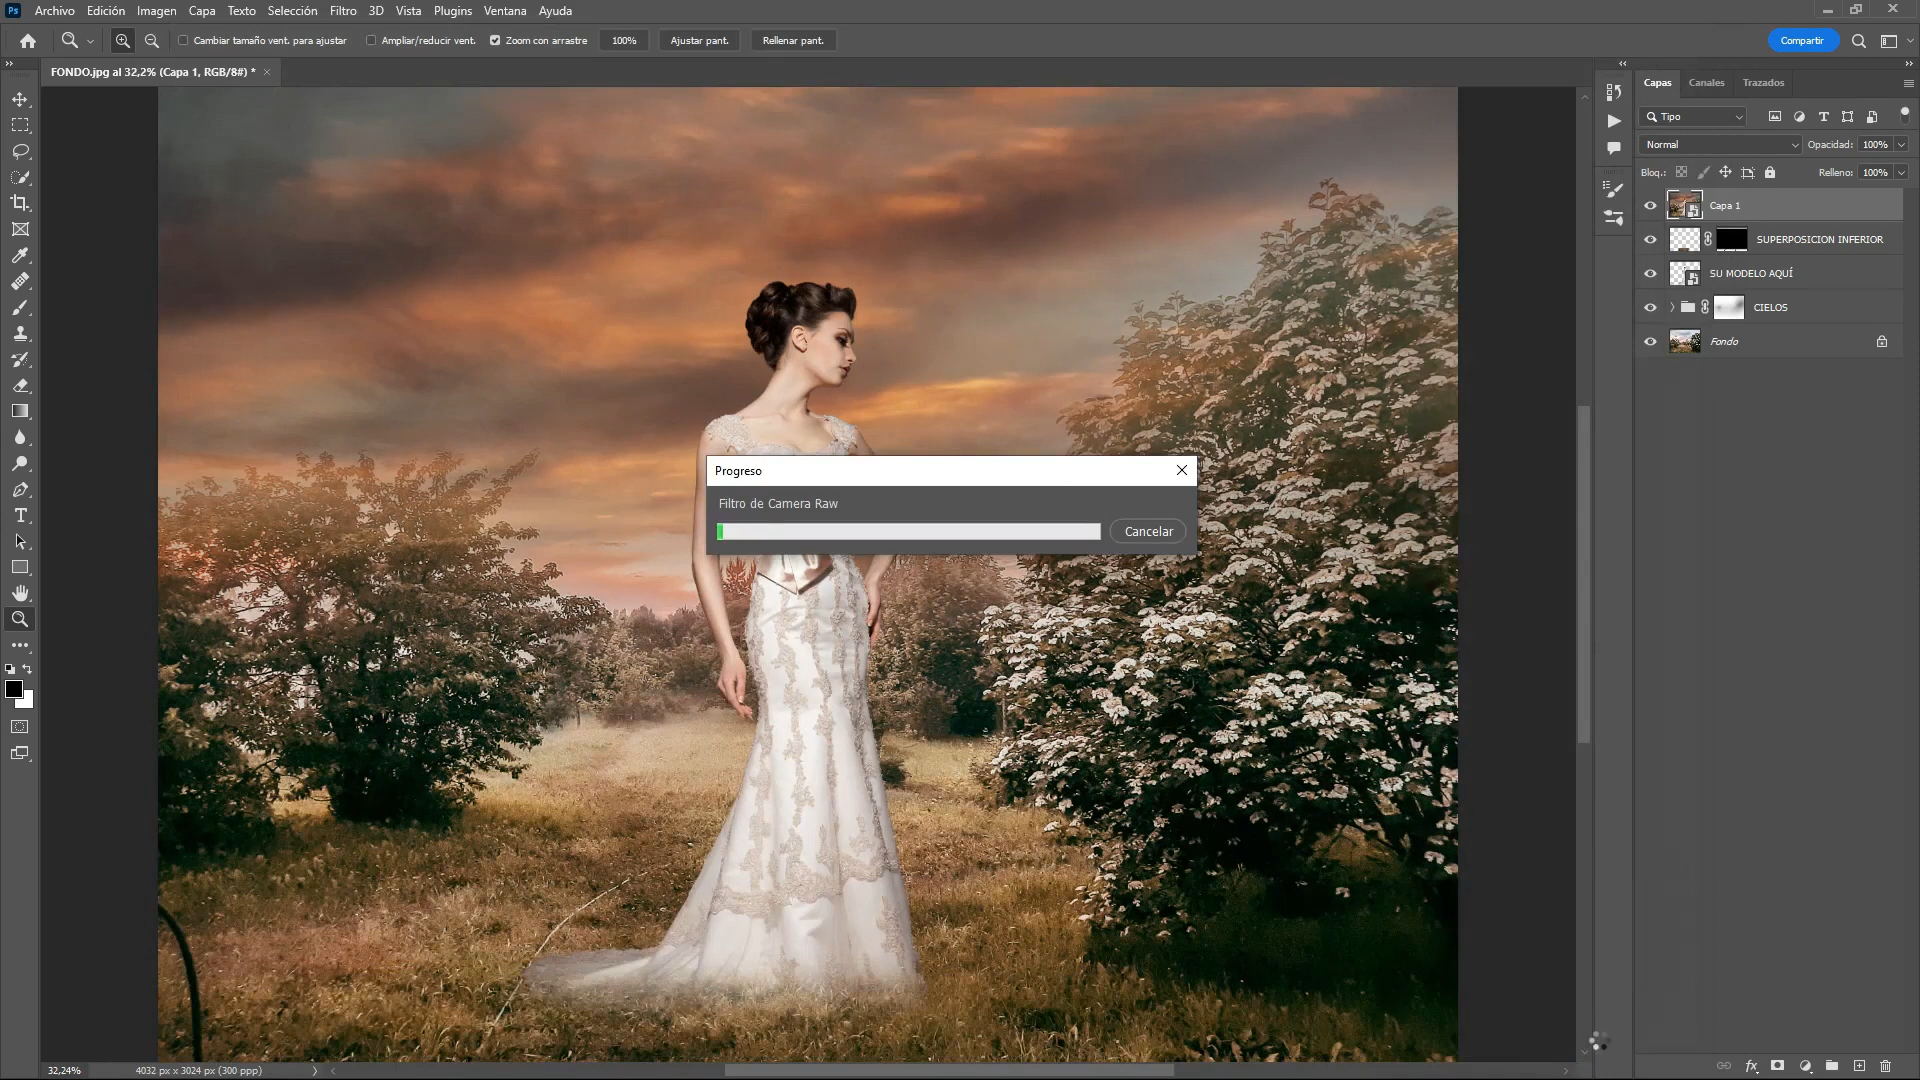 Ps Archivo Edición Imagen Capa Texto Selección Filtro 3D Vista Plugins Ventana Ayuda
Cambiar tamaño vent. para ajustar Ampliar/reducir vent. Zoom con arrastre 100% Ajustar pant. Rellenar pant. Compartir
FONDO.jpg al 32,2% (Capa 1, RGB/8#) *
Capas Canales Trazados
Tipo
Normal Opacidad: 100%
Bloq.: Relleno: 100%
Capa 1
SUPERPOSICION INFERIOR
SU MODELO AQUÍ
CIELOS
Fondo
Progreso
Filtro de Camera Raw
Cancelar
32,24% 4032 px x 3024 px (300 ppp)